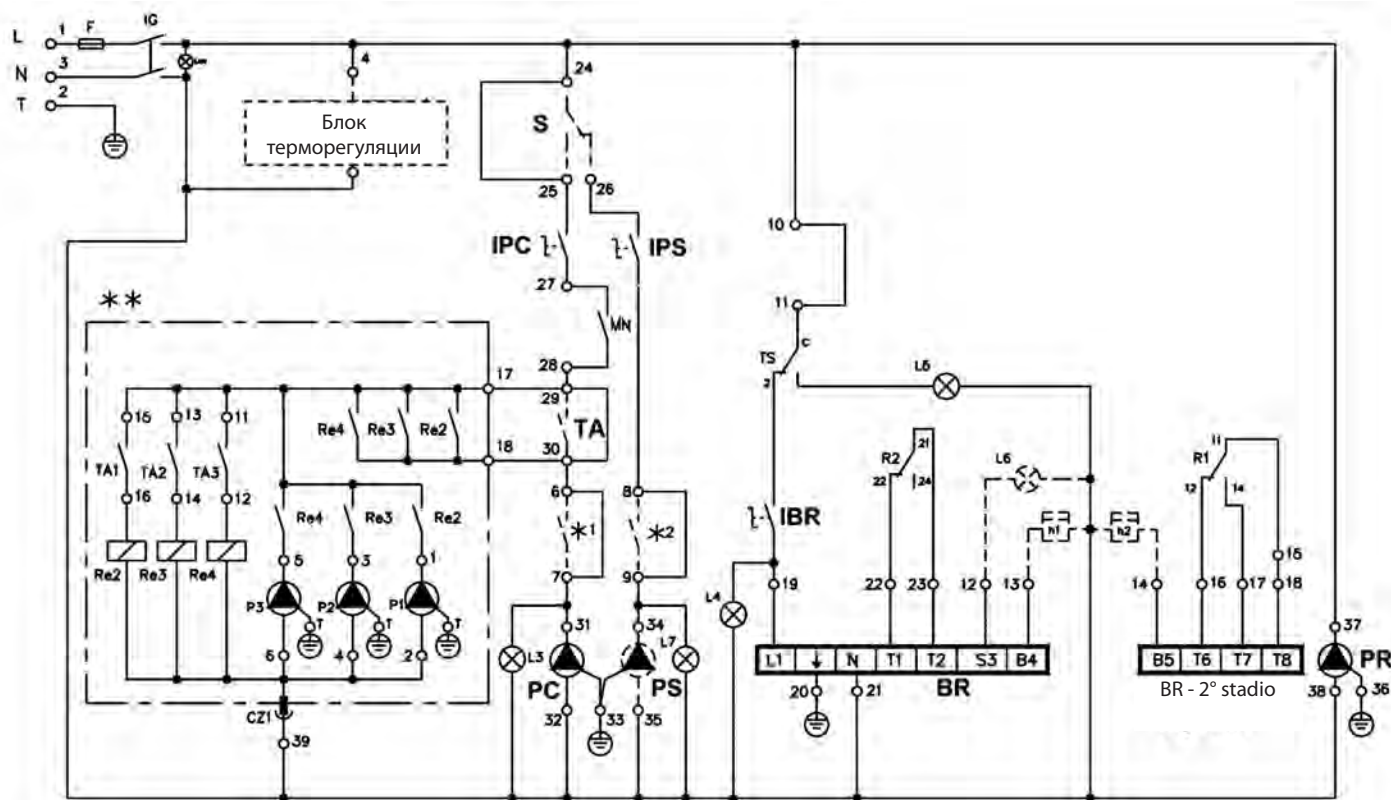 L 1 F IG
N 3
T 2
4
Блок
терморегуляции
24
S
25 26
IPC IPS
27
MN
28
29
TA
30
**
17
18
15 13 11
TA1 TA2 TA3
16 14 12
Re2 Re3 Re4
Re4 Re3 Re2
Re4 Re3 Re2
5 3 1
P3 P2 P1
T T T
6 4 2
CZ1
39
6 8
*1 *2
7 9
31 34
L3 L7
PC PS
32 33 35
10
11
C
TS
2
L5
IBR
L4
19
R2
21
22 24
22 23
L6
12 13
h1 h2
14
R1
11
12 14
15
16 17 18
L1 N T1 T2 S3 B4
BR
20 21
B5 T6 T7 T8
BR - 2° stadio
37
PR
38 36